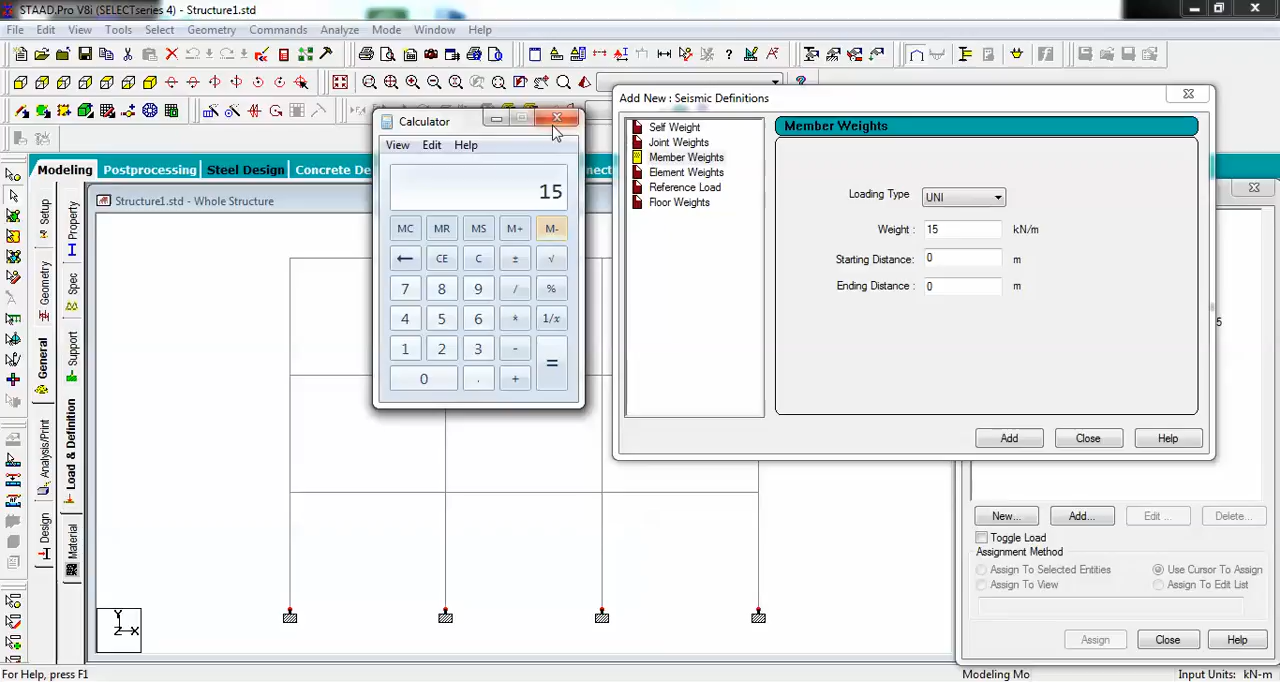 STAAD.Pro V8i (SELECTseries 4) - Structure1.std
File Edit View Tools Select Geometry Commands Analyze Mode Window Help
Modeling Postprocessing Steel Design Concrete De
Structure1.std - Whole Structure
Setup
Geometry
General
Analysis/Print
Design
Property
Spec
Support
Load & Definition
Material
Calculator
View Edit Help
15
MC MR MS M+ M-
← CE C ± √
7 8 9 / %
4 5 6 * 1/x
1 2 3 - =
0 . +
Add New : Seismic Definitions
Self Weight
Joint Weights
Member Weights
Element Weights
Reference Load
Floor Weights
Member Weights
Loading Type UNI
Weight : 15 kN/m
Starting Distance: 0 m
Ending Distance : 0 m
Add Close Help
5
New... Add... Edit ... Delete...
Toggle Load
Assignment Method
Assign To Selected Entities Use Cursor To Assign
Assign To View Assign To Edit List
Assign Close Help
Y
Z X
For Help, press F1 Modeling Mo Input Units: kN-m